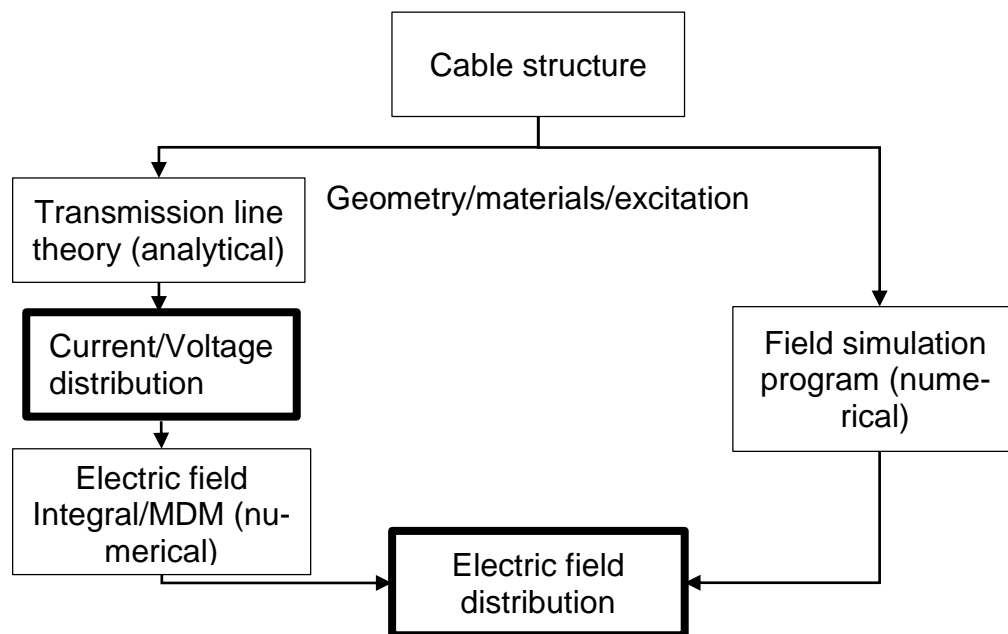 Cable structure
Transmission line
theory (analytical)
Geometry/materials/excitation
Current/Voltage
distribution
Field simulation
program (nume-
rical)
Electric field
Integral/MDM (nu-
merical)
Electric field
distribution